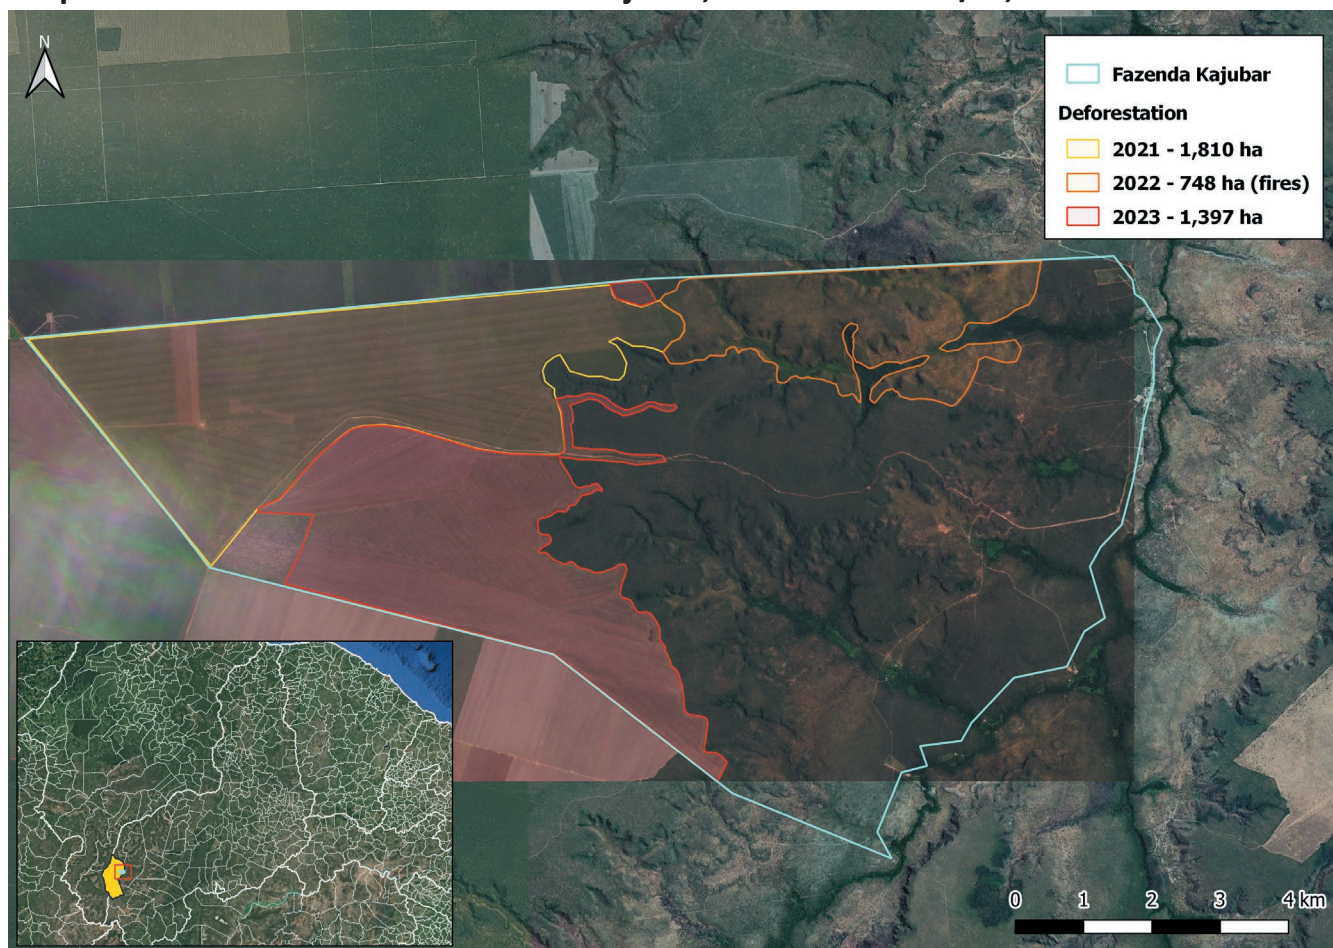 N
Fazenda Kajubar
Deforestation
2021 - 1,810 ha
2022 - 748 ha (fires)
2023 - 1,397 ha
0 1 2 3 4 km